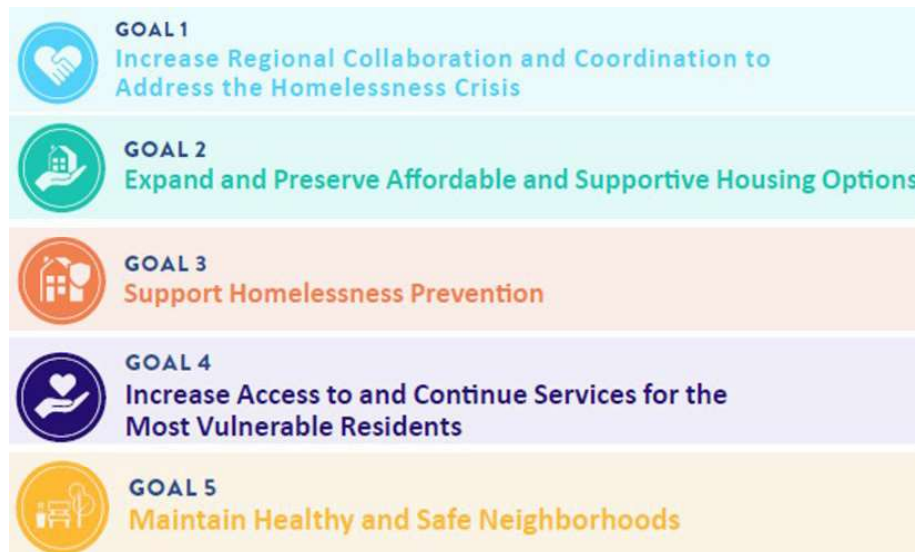 GOAL 1
Increase Regional Collaboration and Coordination to
Address the Homelessness Crisis
GOAL 2
Expand and Preserve Affordable and Supportive Housing Options
GOAL 3
Support Homelessness Prevention
GOAL 4
Increase Access to and Continue Services for the
Most Vulnerable Residents
GOAL 5
Maintain Healthy and Safe Neighborhoods